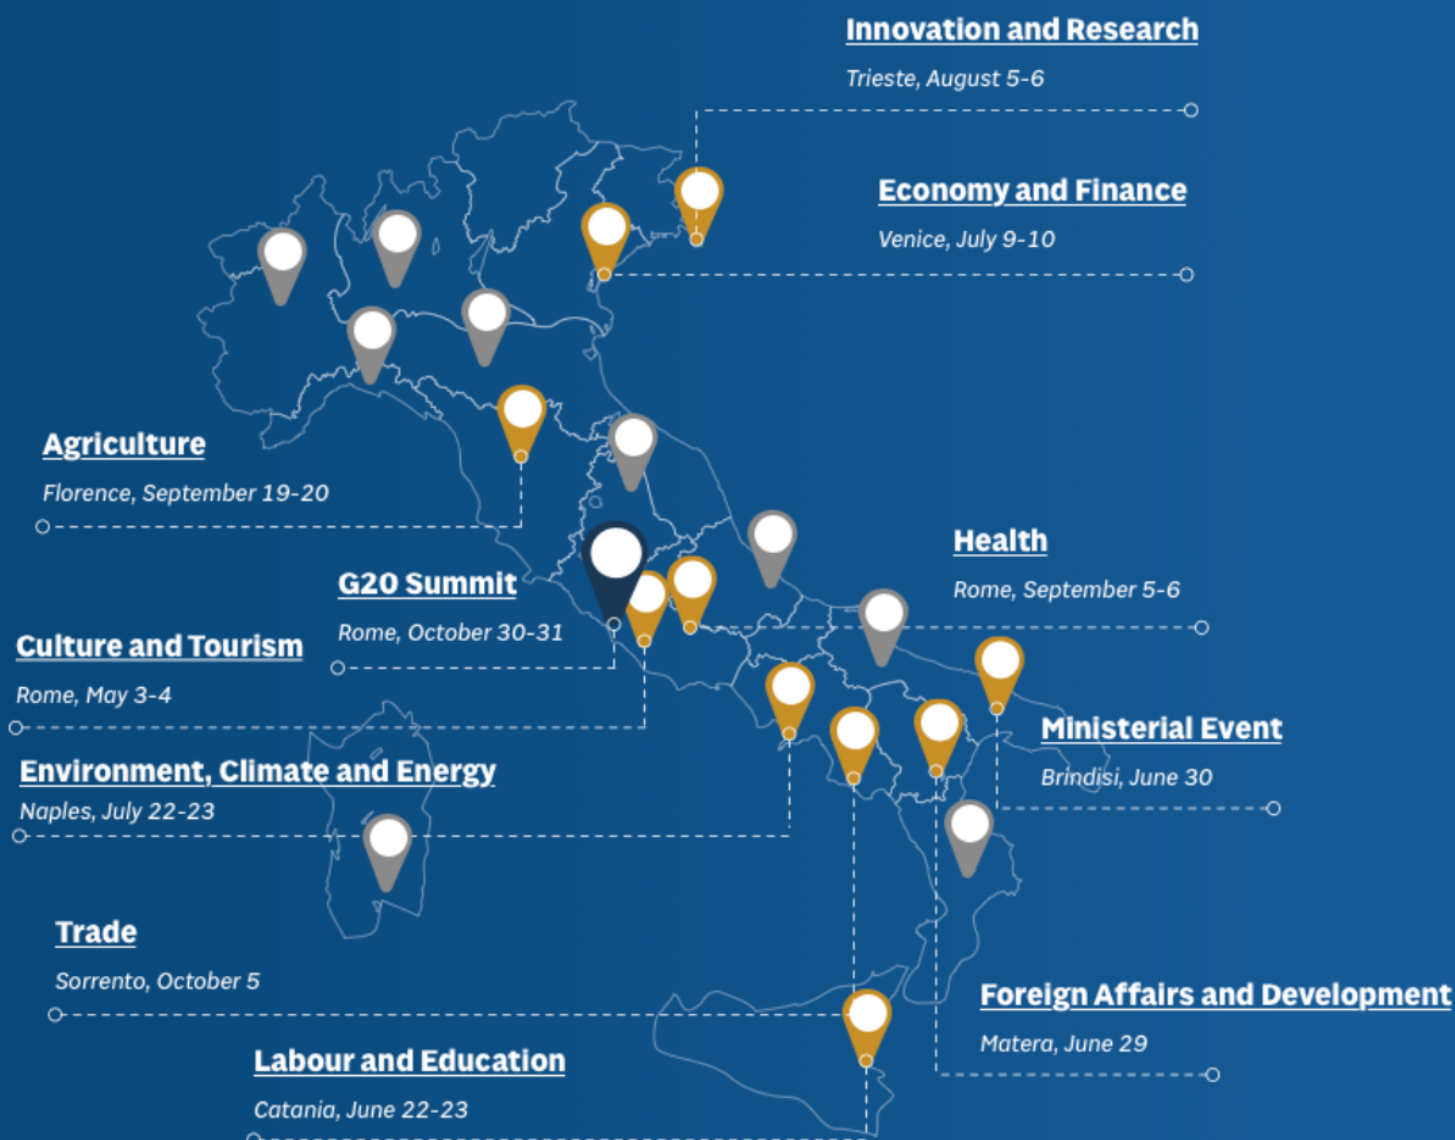 Innovation and Research
Trieste, August 5-6
Economy and Finance
Venice, July 9-10
Agriculture
Florence, September 19-20
Health
Rome, September 5-6
G20 Summit
Rome, October 30-31
Culture and Tourism
Rome, May 3-4
Ministerial Event
Brindisi, June 30
Environment, Climate and Energy
Naples, July 22-23
Trade
Sorrento, October 5
Foreign Affairs and Development
Matera, June 29
Labour and Education
Catania, June 22-23